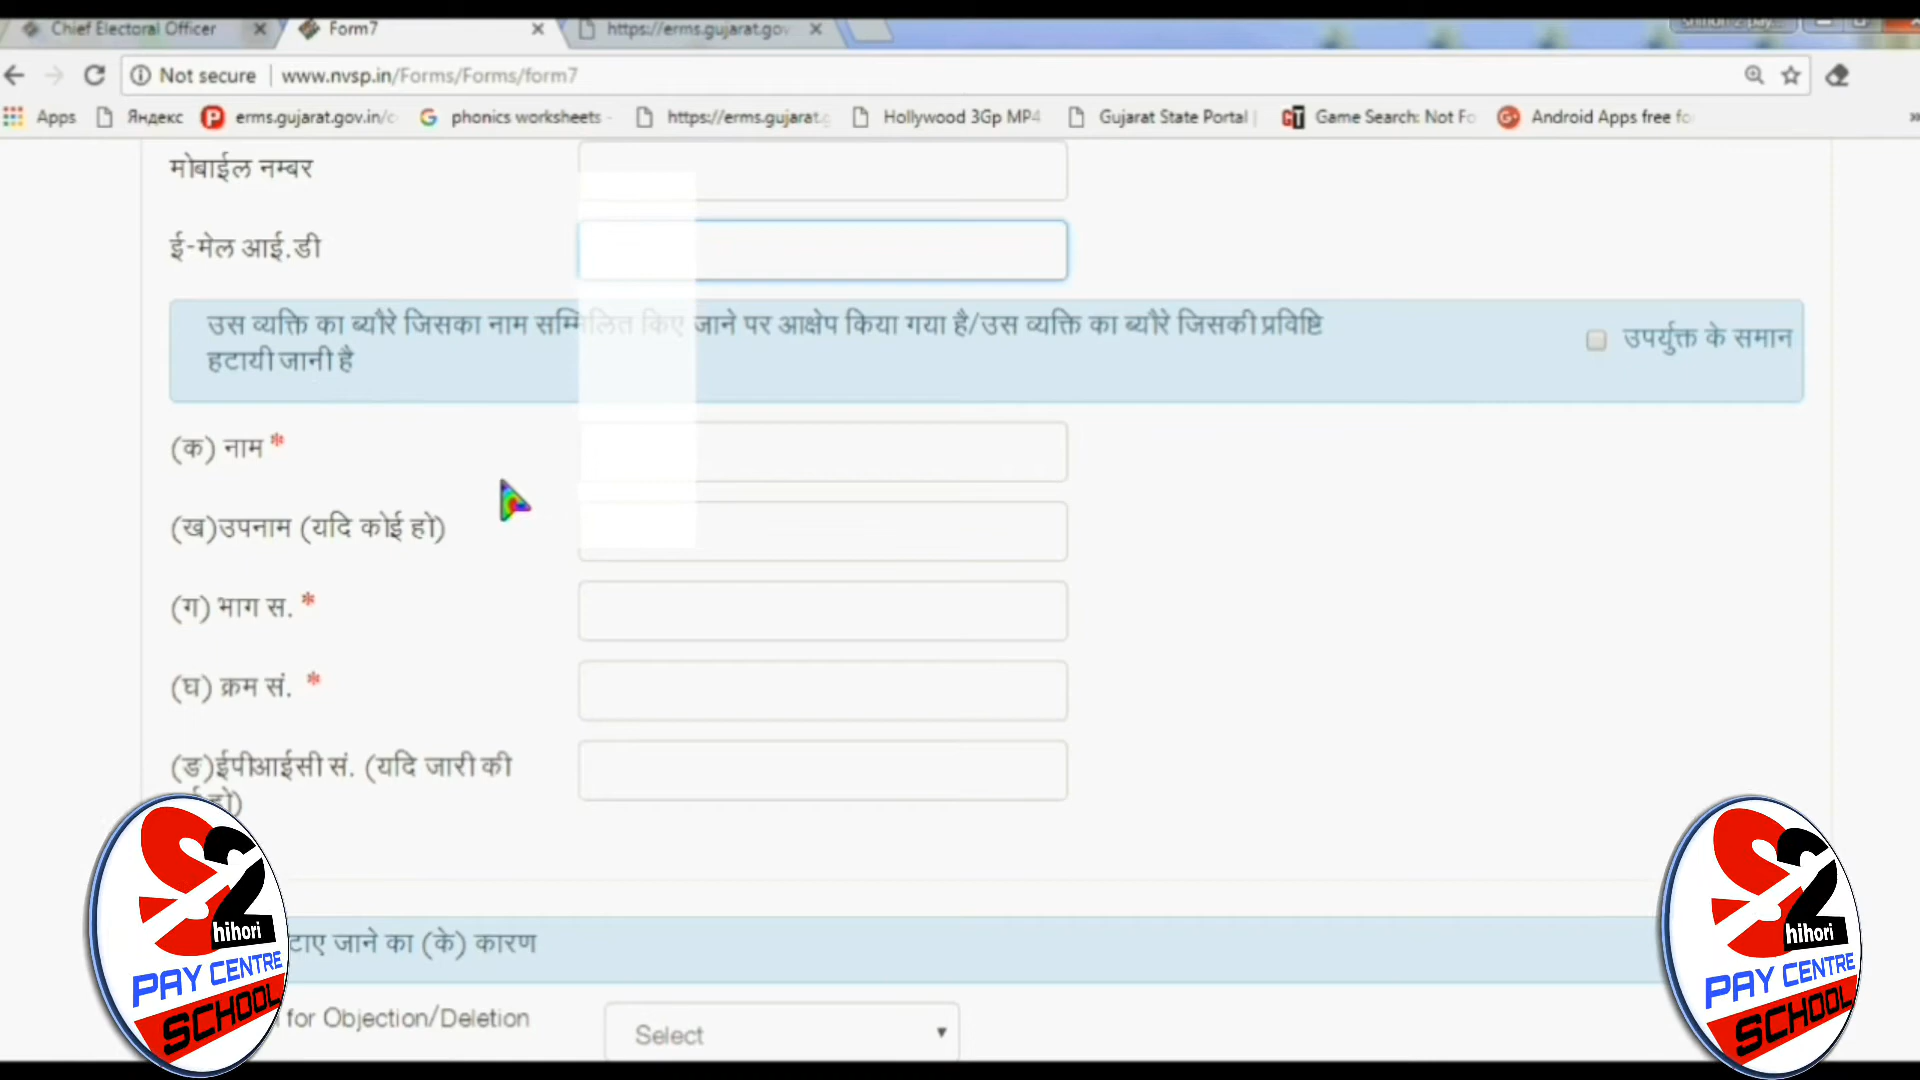 Chief Electoral Officer
Form7
https://erms.gujarat.gov
Not secure
www.nvsp.in/Forms/Forms/form7
Apps
Яндекс
erms.gujarat.gov.in/c
phonics worksheets -
https://erms.gujarat.g
Hollywood 3Gp MP4
Gujarat State Portal |
Game Search: Not Fo
Android Apps free fo
मोबाईल नम्बर
ई-मेल आई.डी
उस व्यक्ति का ब्यौरे जिसका नाम सम्मिलित किए जाने पर आक्षेप किया गया है/उस व्यक्ति का ब्यौरे जिसकी प्रविष्टि
हटायी जानी है
उपर्युक्त के समान
(क) नाम *
(ख)उपनाम (यदि कोई हो)
(ग) भाग स. *
(घ) क्रम सं. *
(ङ)ईपीआईसी सं. (यदि जारी की
हो)
टाए जाने का (के) कारण
for Objection/Deletion
Select
S2
hihori
PAY CENTRE
SCHOOL
S2
hihori
PAY CENTRE
SCHOOL